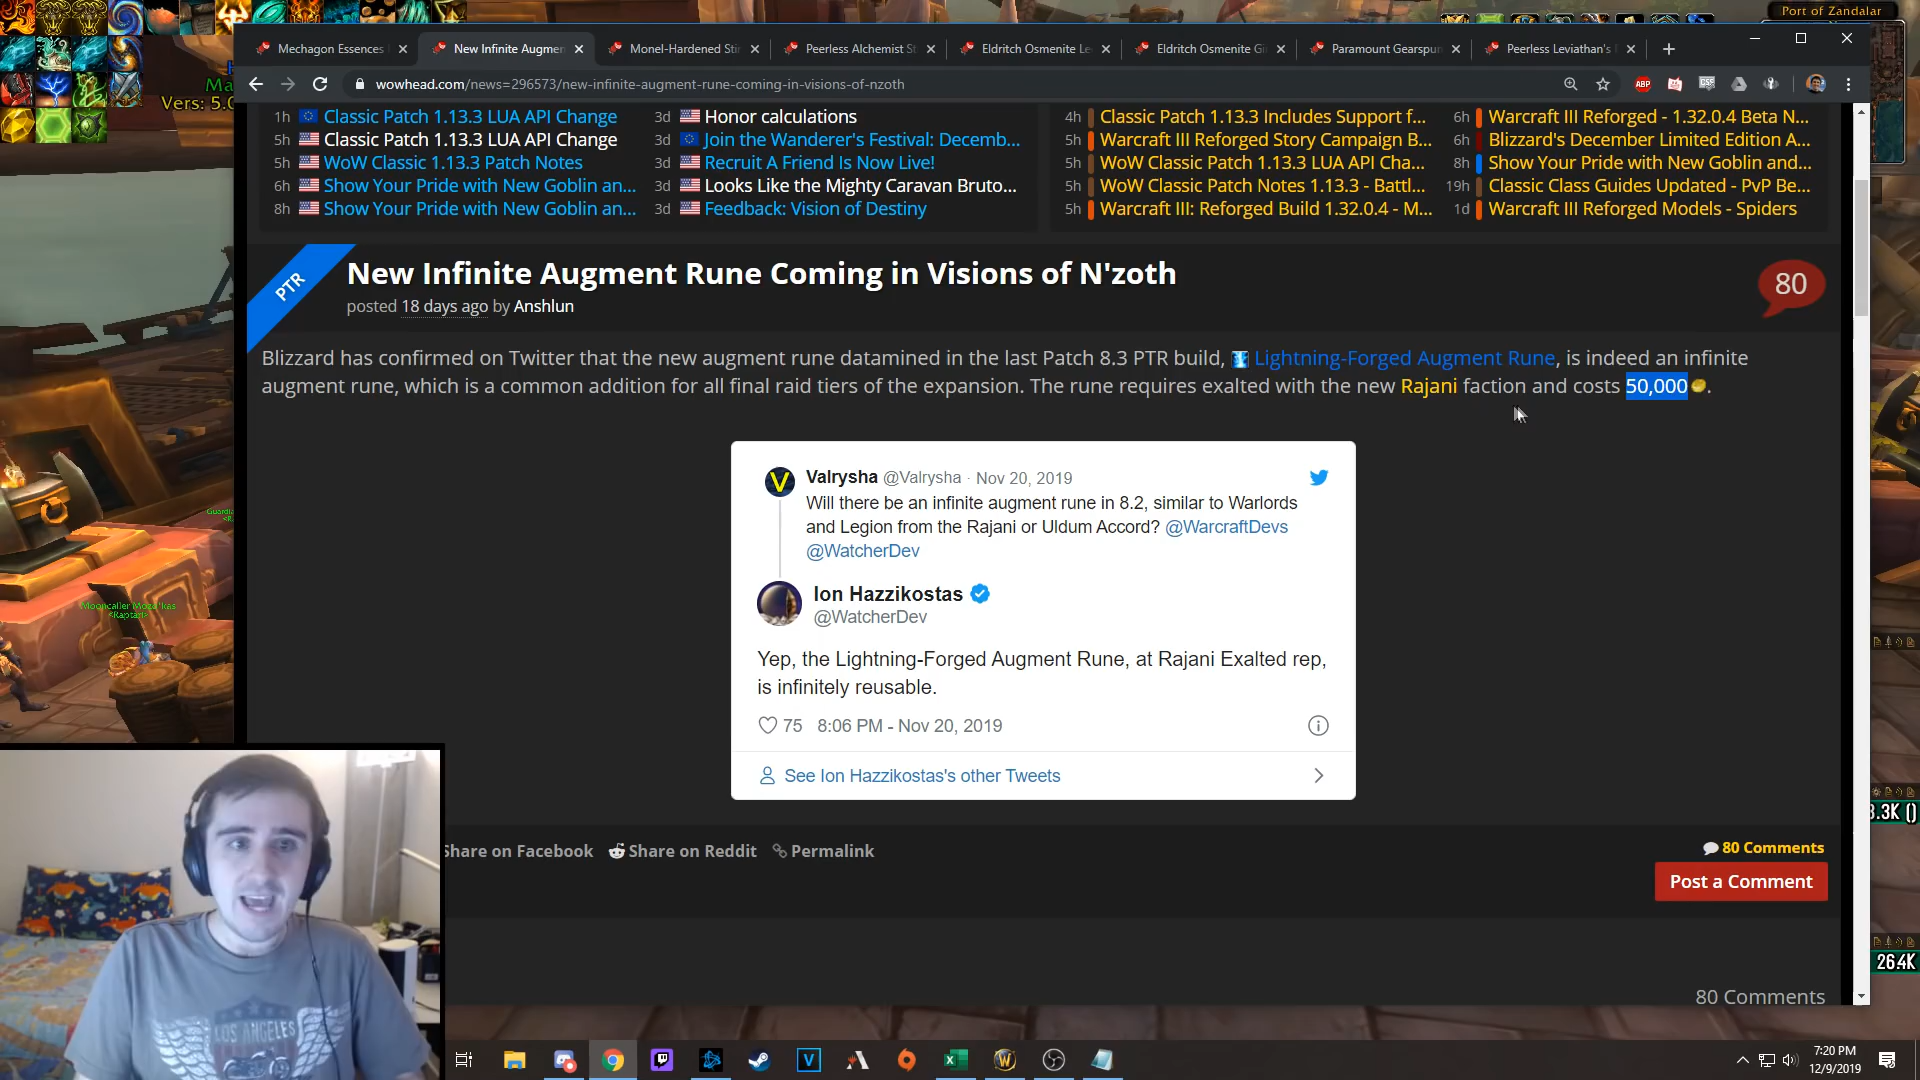 Port of Zandalar
Mechagon Essences
New Infinite Augmen
Monel-Hardened Sti
Peerless Alchemist St
Eldritch Osmenite Le
Eldritch Osmenite Gi
Paramount Gearspun
Peerless Leviathan's
wowhead.com/news=296573/new-infinite-augment-rune-coming-in-visions-of-nzoth
ABP
Ma
Vers: 5.0
1h Classic Patch 1.13.3 LUA API Change
5h Classic Patch 1.13.3 LUA API Change
5h WoW Classic 1.13.3 Patch Notes
6h Show Your Pride with New Goblin an...
8h Show Your Pride with New Goblin an...
3d Honor calculations
3d Join the Wanderer's Festival: Decemb...
3d Recruit A Friend Is Now Live!
3d Looks Like the Mighty Caravan Bruto...
3d Feedback: Vision of Destiny
4h Classic Patch 1.13.3 Includes Support f...
5h Warcraft III Reforged Story Campaign B...
5h WoW Classic Patch 1.13.3 LUA API Cha...
5h WoW Classic Patch Notes 1.13.3 - Battl...
5h Warcraft III: Reforged Build 1.32.0.4 - M...
6h Warcraft III Reforged - 1.32.0.4 Beta N...
6h Blizzard's December Limited Edition A...
8h Show Your Pride with New Goblin and...
19h Classic Class Guides Updated - PvP Be...
1d Warcraft III Reforged Models - Spiders
PTR
New Infinite Augment Rune Coming in Visions of N'zoth
posted 18 days ago by Anshlun
80
Blizzard has confirmed on Twitter that the new augment rune datamined in the last Patch 8.3 PTR build, Lightning-Forged Augment Rune, is indeed an infinite
augment rune, which is a common addition for all final raid tiers of the expansion. The rune requires exalted with the new Rajani faction and costs 50,000.
Valrysha @Valrysha · Nov 20, 2019
Will there be an infinite augment rune in 8.2, similar to Warlords
and Legion from the Rajani or Uldum Accord? @WarcraftDevs
@WatcherDev
Ion Hazzikostas
@WatcherDev
Yep, the Lightning-Forged Augment Rune, at Rajani Exalted rep,
is infinitely reusable.
75 8:06 PM - Nov 20, 2019
See Ion Hazzikostas's other Tweets
Share on Facebook
Share on Reddit
Permalink
80 Comments
Post a Comment
80 Comments
Mooncaller Mozo'kas
<Raptari>
3.3K ()
26.4K
LOS ANGELES
7:20 PM
12/9/2019